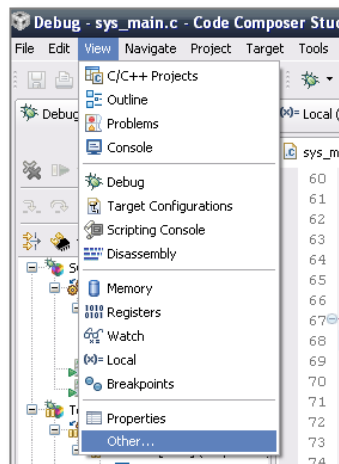 Debug - sys_main.c - Code Composer Stu
File Edit View Navigate Project Target Tools
C/C++ Projects
Outline
Problems
Console
Debug
Target Configurations
Scripting Console
Disassembly
Memory
Registers
Watch
Local
Breakpoints
Properties
Other...
Debug
(x)= Local (
sys_m
60
61
62
63
64
65
66
67
68
69
70
71
72
73
74